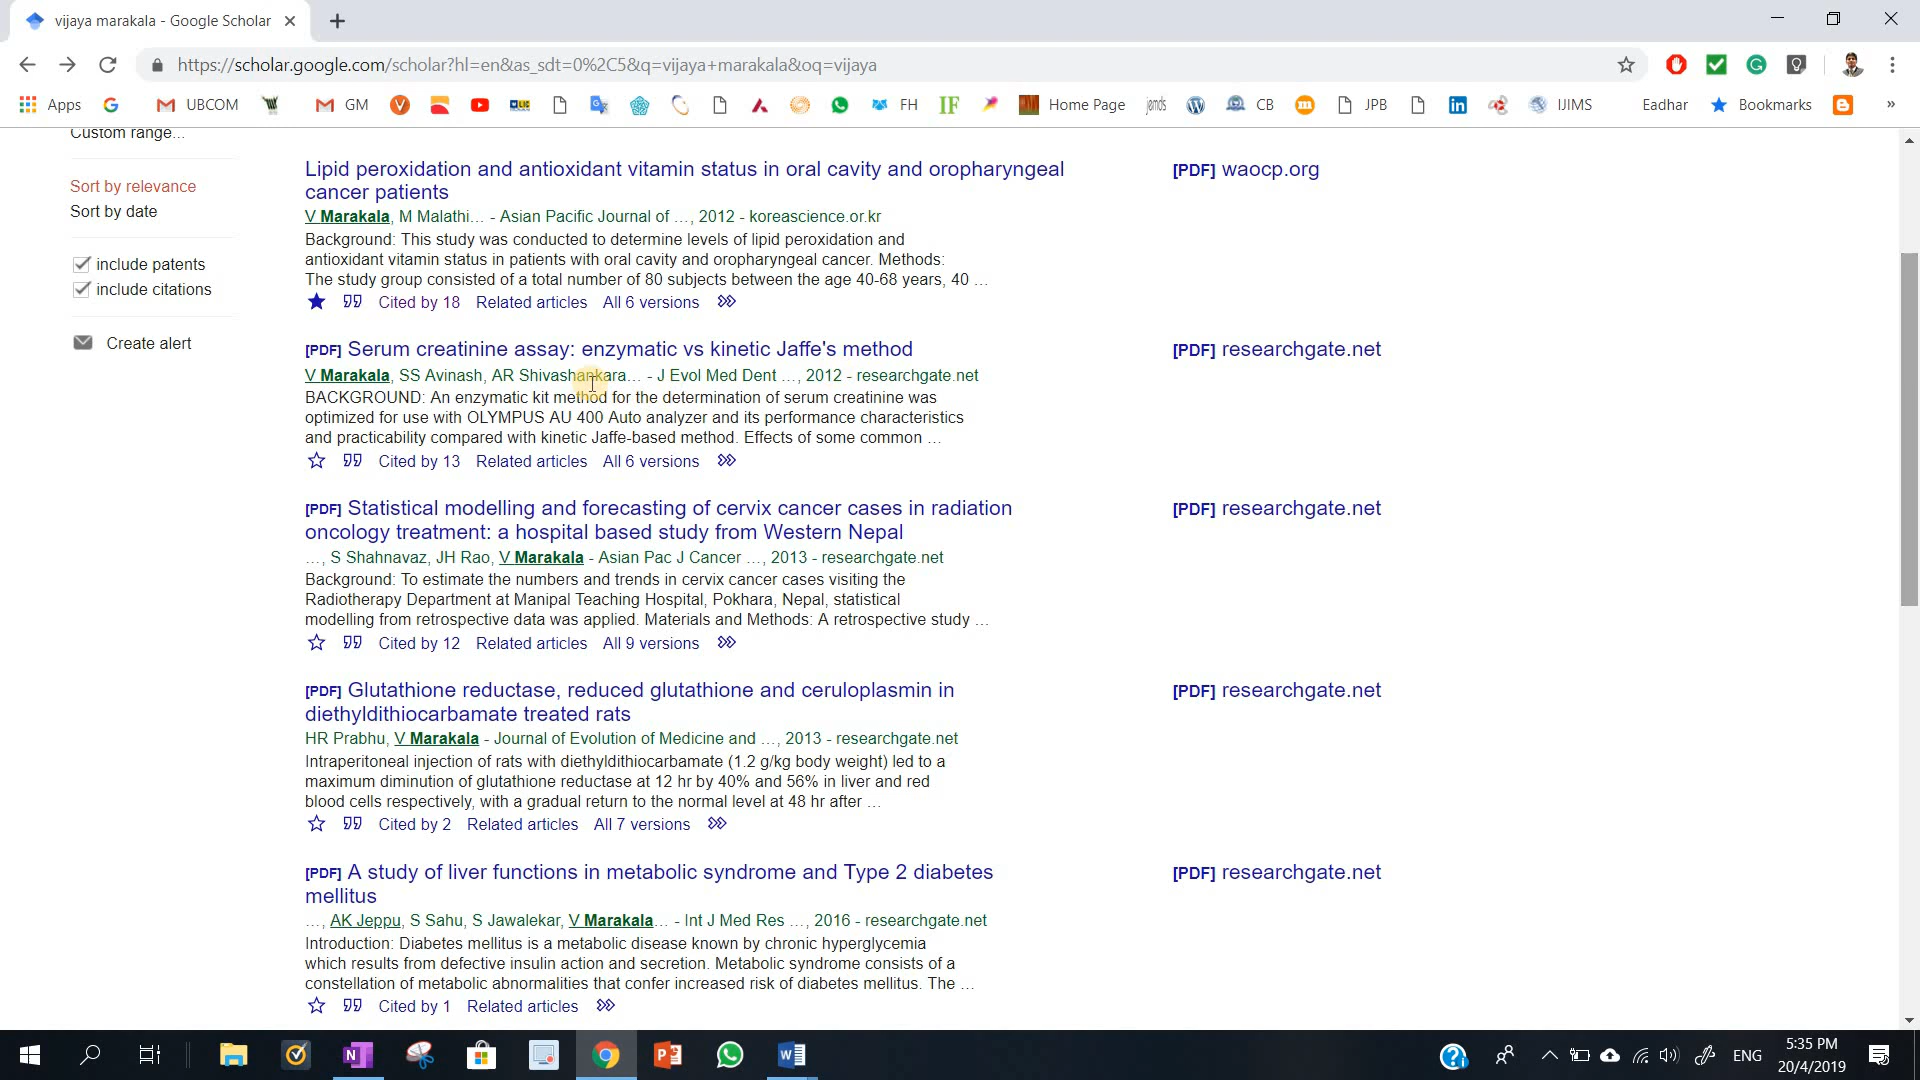 vijaya marakala - Google Scholar
https://scholar.google.com/scholar?hl=en&as_sdt=0%2C5&q=vijaya+marakala&oq=vijaya
Apps
UBCOM
GM
LIC
FH
IF
Home Page
jemds
CB
JPB
IJIMS
Eadhar
Bookmarks
»
Custom range...
Sort by relevance
Sort by date
include patents
include citations
Create alert
Lipid peroxidation and antioxidant vitamin status in oral cavity and oropharyngeal
cancer patients
V Marakala, M Malathi... - Asian Pacific Journal of ..., 2012 - koreascience.or.kr
Background: This study was conducted to determine levels of lipid peroxidation and
antioxidant vitamin status in patients with oral cavity and oropharyngeal cancer. Methods:
The study group consisted of a total number of 80 subjects between the age 40-68 years, 40 ...
Cited by 18 Related articles All 6 versions
[PDF] waocp.org
[PDF] Serum creatinine assay: enzymatic vs kinetic Jaffe's method
V Marakala, SS Avinash, AR Shivashankara... - J Evol Med Dent ..., 2012 - researchgate.net
BACKGROUND: An enzymatic kit method for the determination of serum creatinine was
optimized for use with OLYMPUS AU 400 Auto analyzer and its performance characteristics
and practicability compared with kinetic Jaffe-based method. Effects of some common ...
Cited by 13 Related articles All 6 versions
[PDF] researchgate.net
[PDF] Statistical modelling and forecasting of cervix cancer cases in radiation
oncology treatment: a hospital based study from Western Nepal
..., S Shahnavaz, JH Rao, V Marakala - Asian Pac J Cancer ..., 2013 - researchgate.net
Background: To estimate the numbers and trends in cervix cancer cases visiting the
Radiotherapy Department at Manipal Teaching Hospital, Pokhara, Nepal, statistical
modelling from retrospective data was applied. Materials and Methods: A retrospective study ...
Cited by 12 Related articles All 9 versions
[PDF] researchgate.net
[PDF] Glutathione reductase, reduced glutathione and ceruloplasmin in
diethyldithiocarbamate treated rats
HR Prabhu, V Marakala - Journal of Evolution of Medicine and ..., 2013 - researchgate.net
Intraperitoneal injection of rats with diethyldithiocarbamate (1.2 g/kg body weight) led to a
maximum diminution of glutathione reductase at 12 hr by 40% and 56% in liver and red
blood cells respectively, with a gradual return to the normal level at 48 hr after ...
Cited by 2 Related articles All 7 versions
[PDF] researchgate.net
[PDF] A study of liver functions in metabolic syndrome and Type 2 diabetes
mellitus
..., AK Jeppu, S Sahu, S Jawalekar, V Marakala... - Int J Med Res ..., 2016 - researchgate.net
Introduction: Diabetes mellitus is a metabolic disease known by chronic hyperglycemia
which results from defective insulin action and secretion. Metabolic syndrome consists of a
constellation of metabolic abnormalities that confer increased risk of diabetes mellitus. The ...
Cited by 1 Related articles
[PDF] researchgate.net
ENG
5:35 PM
20/4/2019